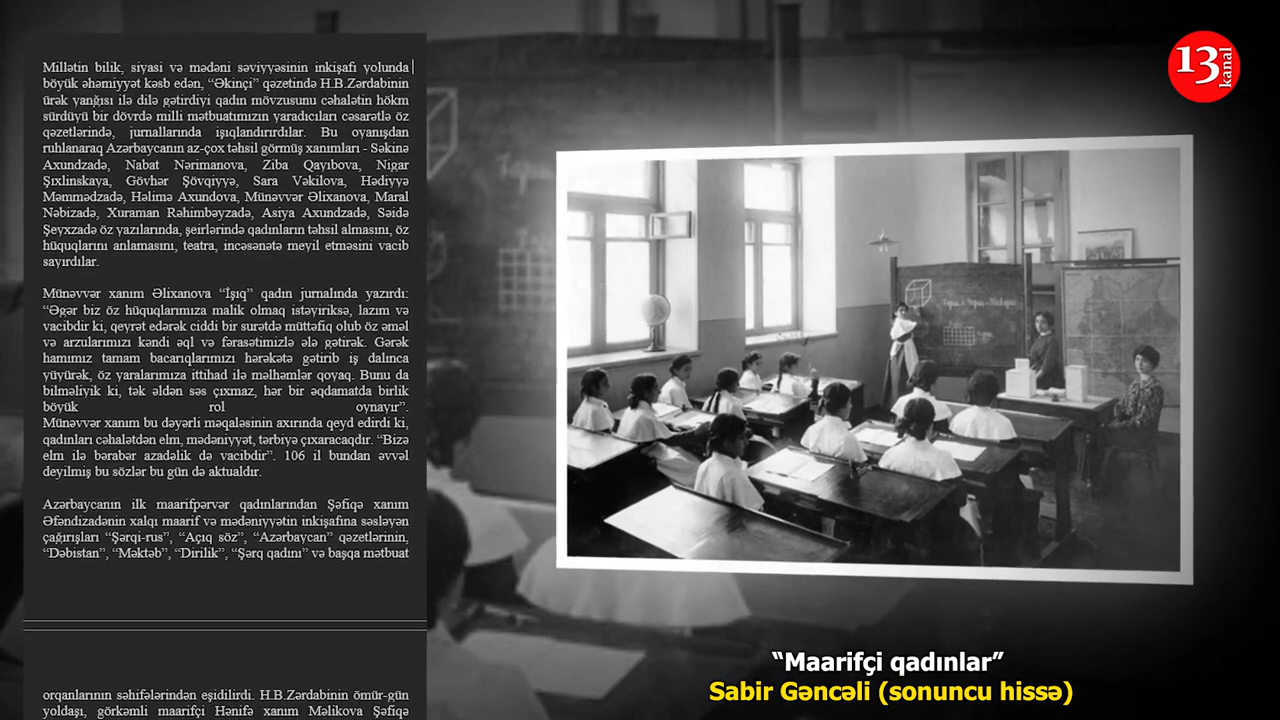 Millətin bilik, siyasi və mədəni səviyyəsinin inkişafı yolunda
böyük əhəmiyyət kəsb edən, “Əkinçi” qəzetində H.B.Zərdabinin
ürək yanğısı ilə dilə gətirdiyi qadın mövzusunu cəhalətin hökm
sürdüyü bir dövrdə milli mətbuatımızın yaradıcıları cəsarətlə öz
qəzetlərində, jurnallarında işıqlandırırdılar. Bu oyanışdan
ruhlanaraq Azərbaycanın az-çox təhsil görmüş xanımları - Səkinə
Axundzadə, Nabat Nərimanova, Ziba Qayıbova, Nigar
Şıxlinskaya, Gövhər Şövqiyyə, Sara Vəkilova, Hədiyyə
Məmmədzadə, Həlimə Axundova, Münəvvər Əlixanova, Maral
Nəbizadə, Xuraman Rəhimbəyzadə, Asiya Axundzadə, Səidə
Şeyxzadə öz yazılarında, şeirlərində qadınların təhsil almasını, öz
hüquqlarını anlamasını, teatra, incəsənətə meyil etməsini vacib
sayırdılar.
Münəvvər xanım Əlixanova “İşıq” qadın jurnalında yazırdı:
“Əgər biz öz hüquqlarımıza malik olmaq istəyiriksə, lazım və
vacibdir ki, qeyrət edərək ciddi bir surətdə müttəfiq olub öz əməl
və arzularımızı kəndi əql və fərasətimizlə ələ gətirək. Gərək
hamımız tamam bacarıqlarımızı hərəkətə gətirib iş dalınca
yüyürək, öz yaralarımıza ittihad ilə məlhəmlər qoyaq. Bunu da
bilməliyik ki, tək əldən səs çıxmaz, hər bir əqdamatda birlik
böyük rol oynayır”.
Münəvvər xanım bu dəyərli məqaləsinin axırında qeyd edirdi ki,
qadınları cəhalətdən elm, mədəniyyət, tərbiyə çıxaracaqdır. “Bizə
elm ilə bərabər azadəlik də vacibdir”. 106 il bundan əvvəl
deyilmiş bu sözlər bu gün də aktualdır.
Azərbaycanın ilk maarifpərvər qadınlarından Şəfiqə xanım
Əfəndizadənin xalqı maarif və mədəniyyətin inkişafına səsləyən
çağırışları “Şərqi-rus”, “Açıq söz”, “Azərbaycan” qəzetlərinin,
“Dəbistan”, “Məktəb”, “Dirilik”, “Şərq qadını” və başqa mətbuat
orqanlarının səhifələrindən eşidilirdi. H.B.Zərdabinin ömür-gün
yoldaşı, görkəmli maarifçi Hənifə xanım Məlikova Şəfiqə
13
kanal
“Maarifçi qadınlar”
Sabir Gəncəli (sonuncu hissə)